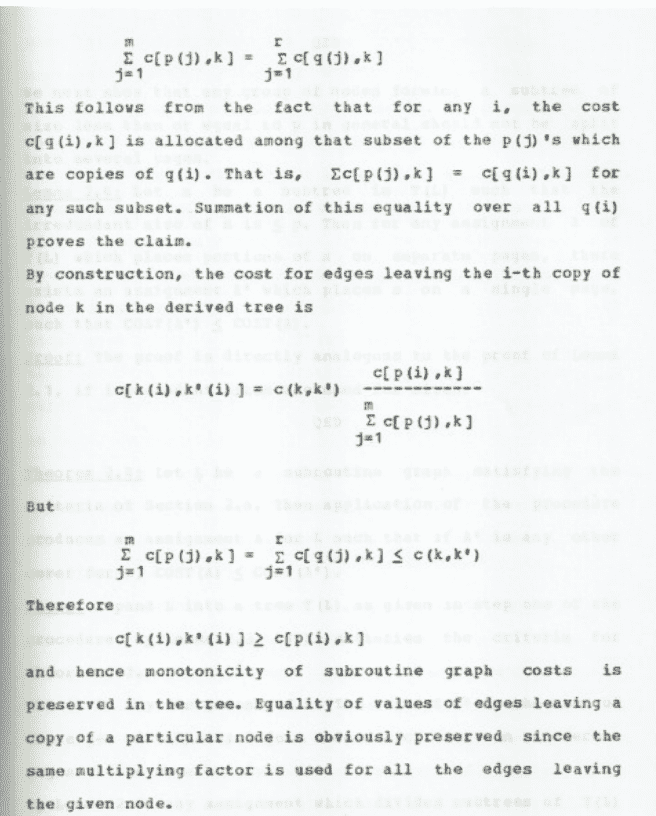 m r
Σ c[p(j),k] = Σ c[q(j),k]
j=1 j=1
This follows from the fact that for any i, the cost
c[q(i),k] is allocated among that subset of the p(j)'s which
are copies of q(i). That is, Σc[p(j),k] = c[q(i),k] for
any such subset. Summation of this equality over all q(i)
proves the claim.
By construction, the cost for edges leaving the i-th copy of
node k in the derived tree is
c[p(i),k]
c[k(i),k'(i)] = c(k,k') ------------
m
Σ c[p(j),k]
j=1
But
m r
Σ c[p(j),k] = Σ c[q(j),k] ≤ c(k,k')
j=1 j=1
Therefore
c[k(i),k'(i)] ≥ c[p(i),k]
and hence monotonicity of subroutine graph costs is
preserved in the tree. Equality of values of edges leaving a
copy of a particular node is obviously preserved since the
same multiplying factor is used for all the edges leaving
the given node.